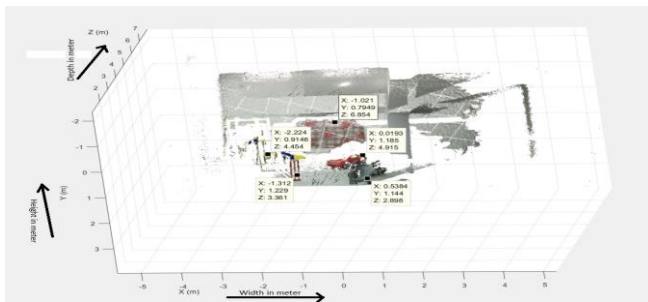 Z (m)
7
6
5
4
3
2
Depth in meter
-2
-1
0
1
2
3
Y (m)
Height in meter
X: -1.021
Y: 0.7949
Z: 6.854
X: -2.224
Y: 0.9146
Z: 4.454
X: 0.0193
Y: 1.185
Z: 4.915
X: -1.312
Y: 1.229
Z: 3.361
X: 0.5384
Y: 1.144
Z: 2.898
-5
-4
-3
-2
-1
0
1
2
3
4
5
X (m)
Width in meter